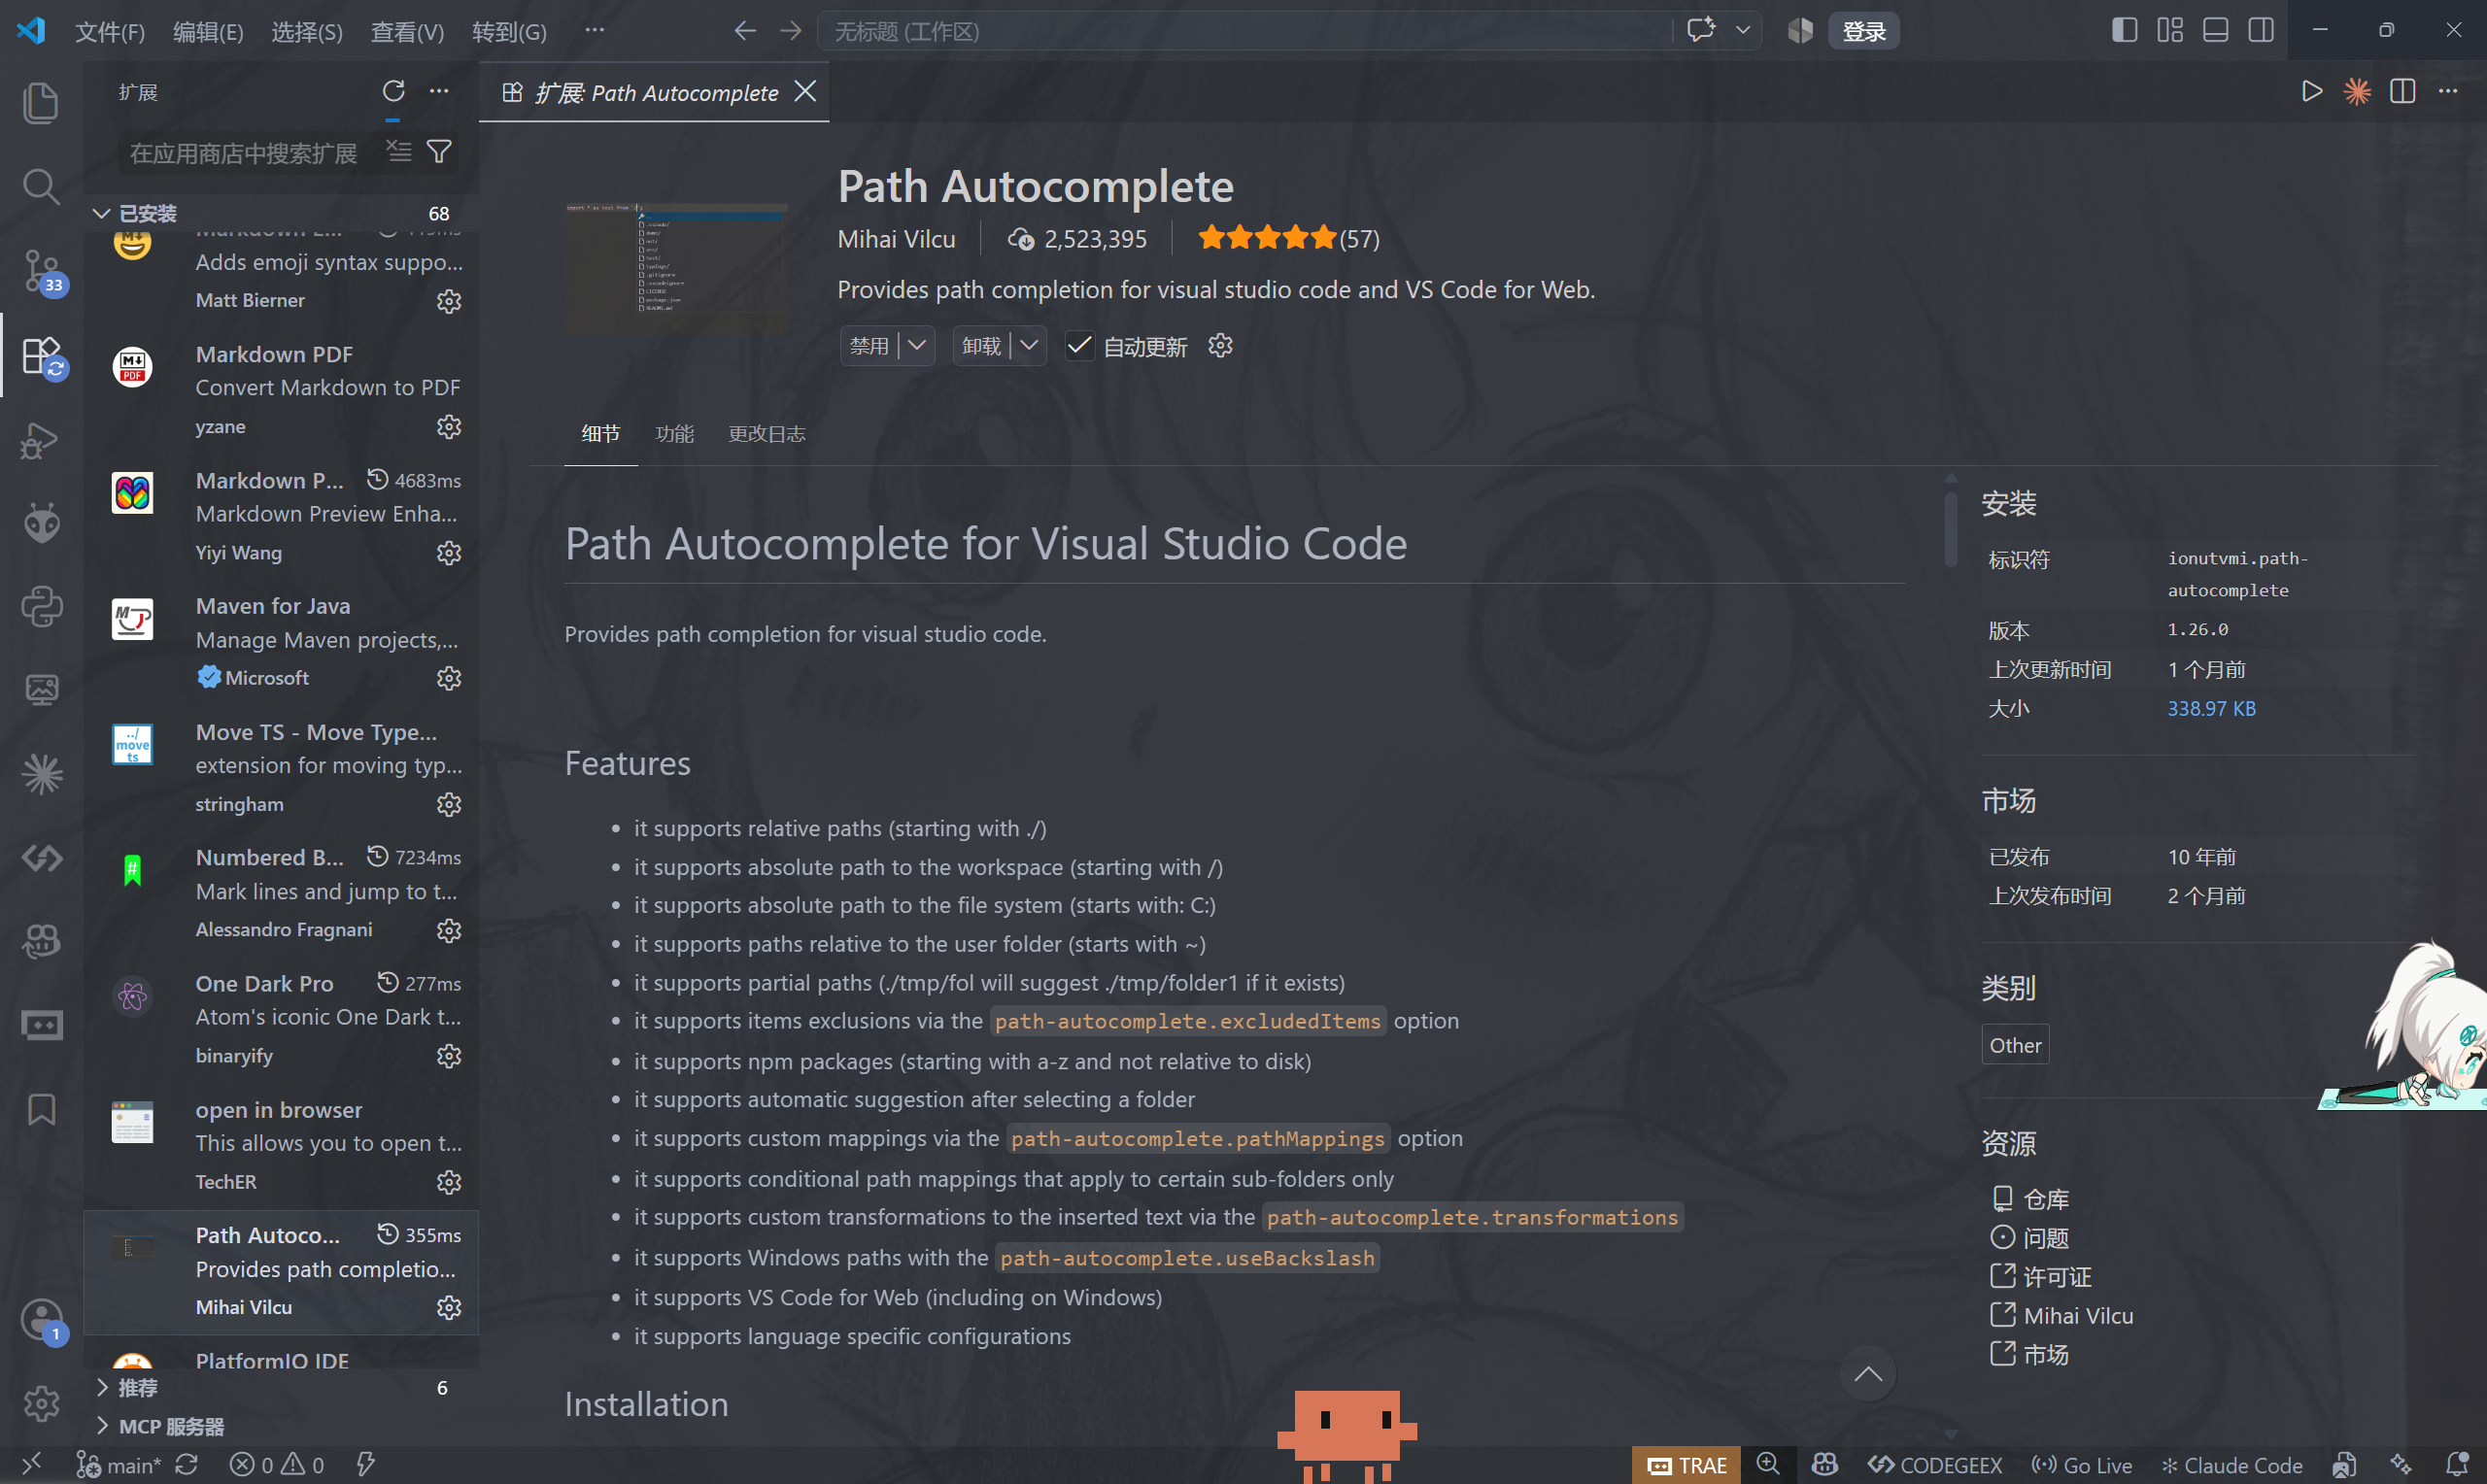 文件(F) 编辑(E) 选择(S) 查看(V) 转到(G) ··· 无标题 (工作区) 登录
扩展
在应用商店中搜索扩展
已安装 68
Adds emoji syntax suppo...
Matt Bierner
Markdown PDF
Convert Markdown to PDF
yzane
Markdown P... 4683ms
Markdown Preview Enha...
Yiyi Wang
Maven for Java
Manage Maven projects,...
Microsoft
Move TS - Move Type...
extension for moving typ...
stringham
Numbered B... 7234ms
Mark lines and jump to t...
Alessandro Fragnani
One Dark Pro 277ms
Atom's iconic One Dark t...
binaryify
open in browser
This allows you to open t...
TechER
Path Autoco... 355ms
Provides path completio...
Mihai Vilcu
PlatformIO IDE
推荐 6
MCP 服务器
33
1
扩展: Path Autocomplete
Path Autocomplete
Mihai Vilcu 2,523,395 (57)
Provides path completion for visual studio code and VS Code for Web.
禁用 卸载 自动更新
细节 功能 更改日志
Path Autocomplete for Visual Studio Code
Provides path completion for visual studio code.
Features
• it supports relative paths (starting with ./)
• it supports absolute path to the workspace (starting with /)
• it supports absolute path to the file system (starts with: C:)
• it supports paths relative to the user folder (starts with ~)
• it supports partial paths (./tmp/fol will suggest ./tmp/folder1 if it exists)
• it supports items exclusions via the path-autocomplete.excludedItems option
• it supports npm packages (starting with a-z and not relative to disk)
• it supports automatic suggestion after selecting a folder
• it supports custom mappings via the path-autocomplete.pathMappings option
• it supports conditional path mappings that apply to certain sub-folders only
• it supports custom transformations to the inserted text via the path-autocomplete.transformations
• it supports Windows paths with the path-autocomplete.useBackslash
• it supports VS Code for Web (including on Windows)
• it supports language specific configurations
Installation
安装
标识符 ionutvmi.path-
autocomplete
版本 1.26.0
上次更新时间 1 个月前
大小 338.97 KB
市场
已发布 10 年前
上次发布时间 2 个月前
类别
Other
资源
仓库
问题
许可证
Mihai Vilcu
市场
main* 0 0 TRAE CODEGEEX Go Live Claude Code